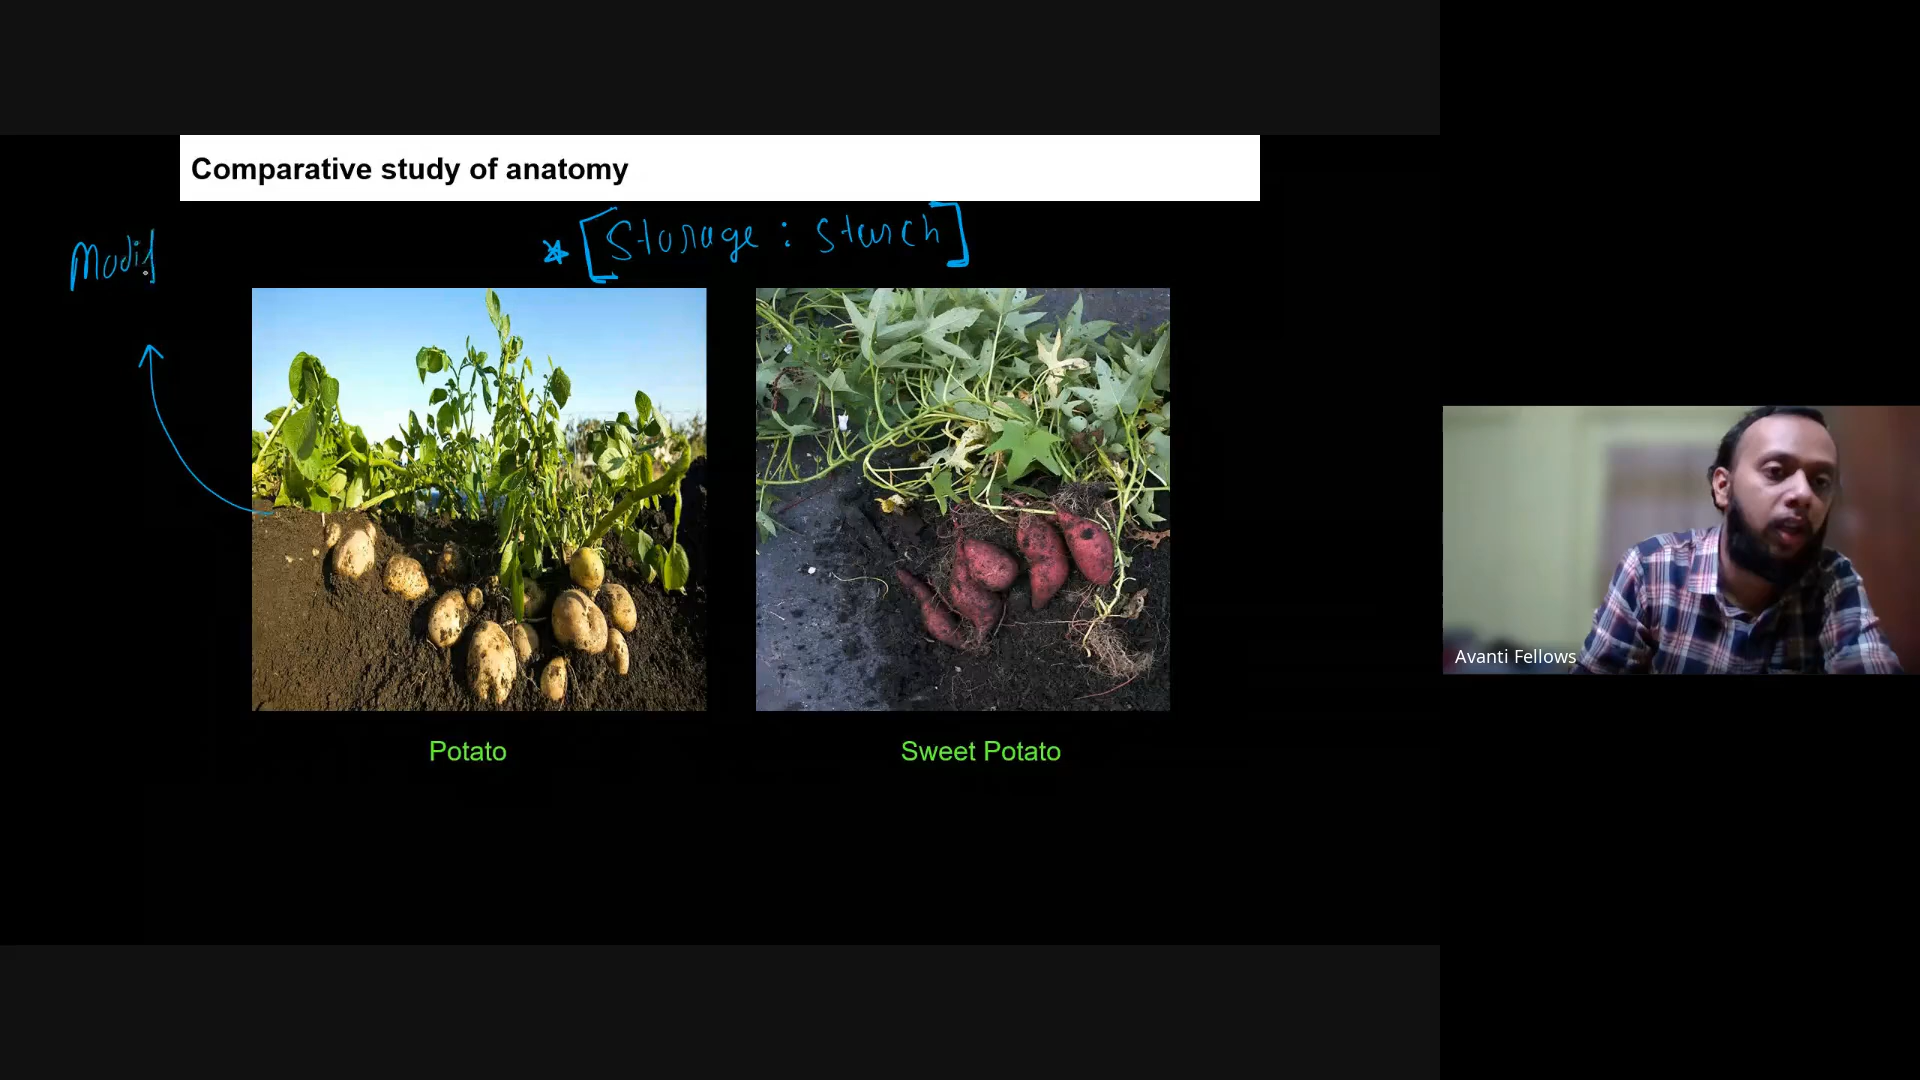 Comparative study of anatomy
* [Storage : Starch]
Modif
Avanti Fellows
Potato
Sweet Potato